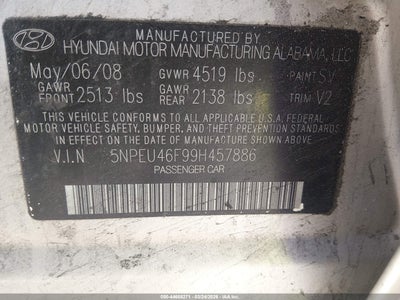 MANUFACTURED BY
HYUNDAI MOTOR MANUFACTURING ALABAMA, LLC
May/06/08 GVWR 4519 lbs PAINT SV
GAWR FRONT 2513 lbs GAWR REAR 2138 lbs TRIM V2
THIS VEHICLE CONFORMS TO ALL APPLICABLE U.S.A. FEDERAL
MOTOR VEHICLE SAFETY, BUMPER, AND THEFT PREVENTION STANDARDS
IN EFFECT ON THE DATE OF MANUFACTURE SHOWN ABOVE.
V.I.N 5NPEU46F99H457886
PASSENGER CAR